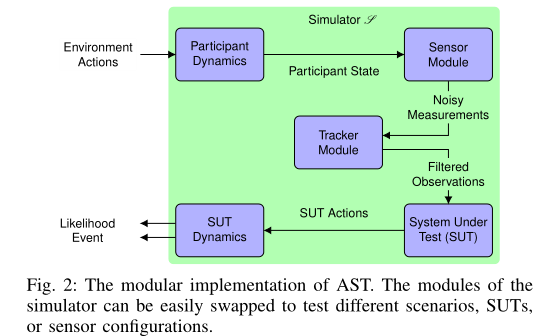 Simulator 𝒮
Environment
Actions
Participant
Dynamics
Participant State
Sensor
Module
Noisy
Measurements
Tracker
Module
Filtered
Observations
System Under
Test (SUT)
SUT Actions
SUT
Dynamics
Likelihood
Event
Fig. 2: The modular implementation of AST. The modules of the
simulator can be easily swapped to test different scenarios, SUTs,
or sensor configurations.